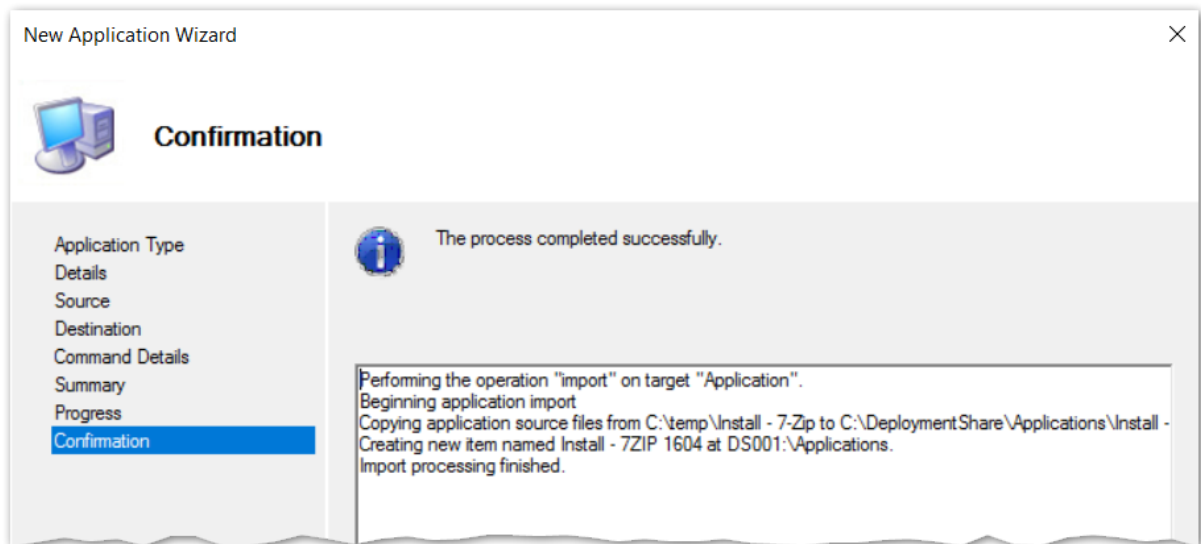 New Application Wizard
Confirmation
Application Type
Details
Source
Destination
Command Details
Summary
Progress
Confirmation
The process completed successfully.
Performing the operation "import" on target "Application".
Beginning application import
Copying application source files from C:\temp\Install - 7-Zip to C:\DeploymentShare\Applications\Install -
Creating new item named Install - 7ZIP 1604 at DS001:\Applications.
Import processing finished.